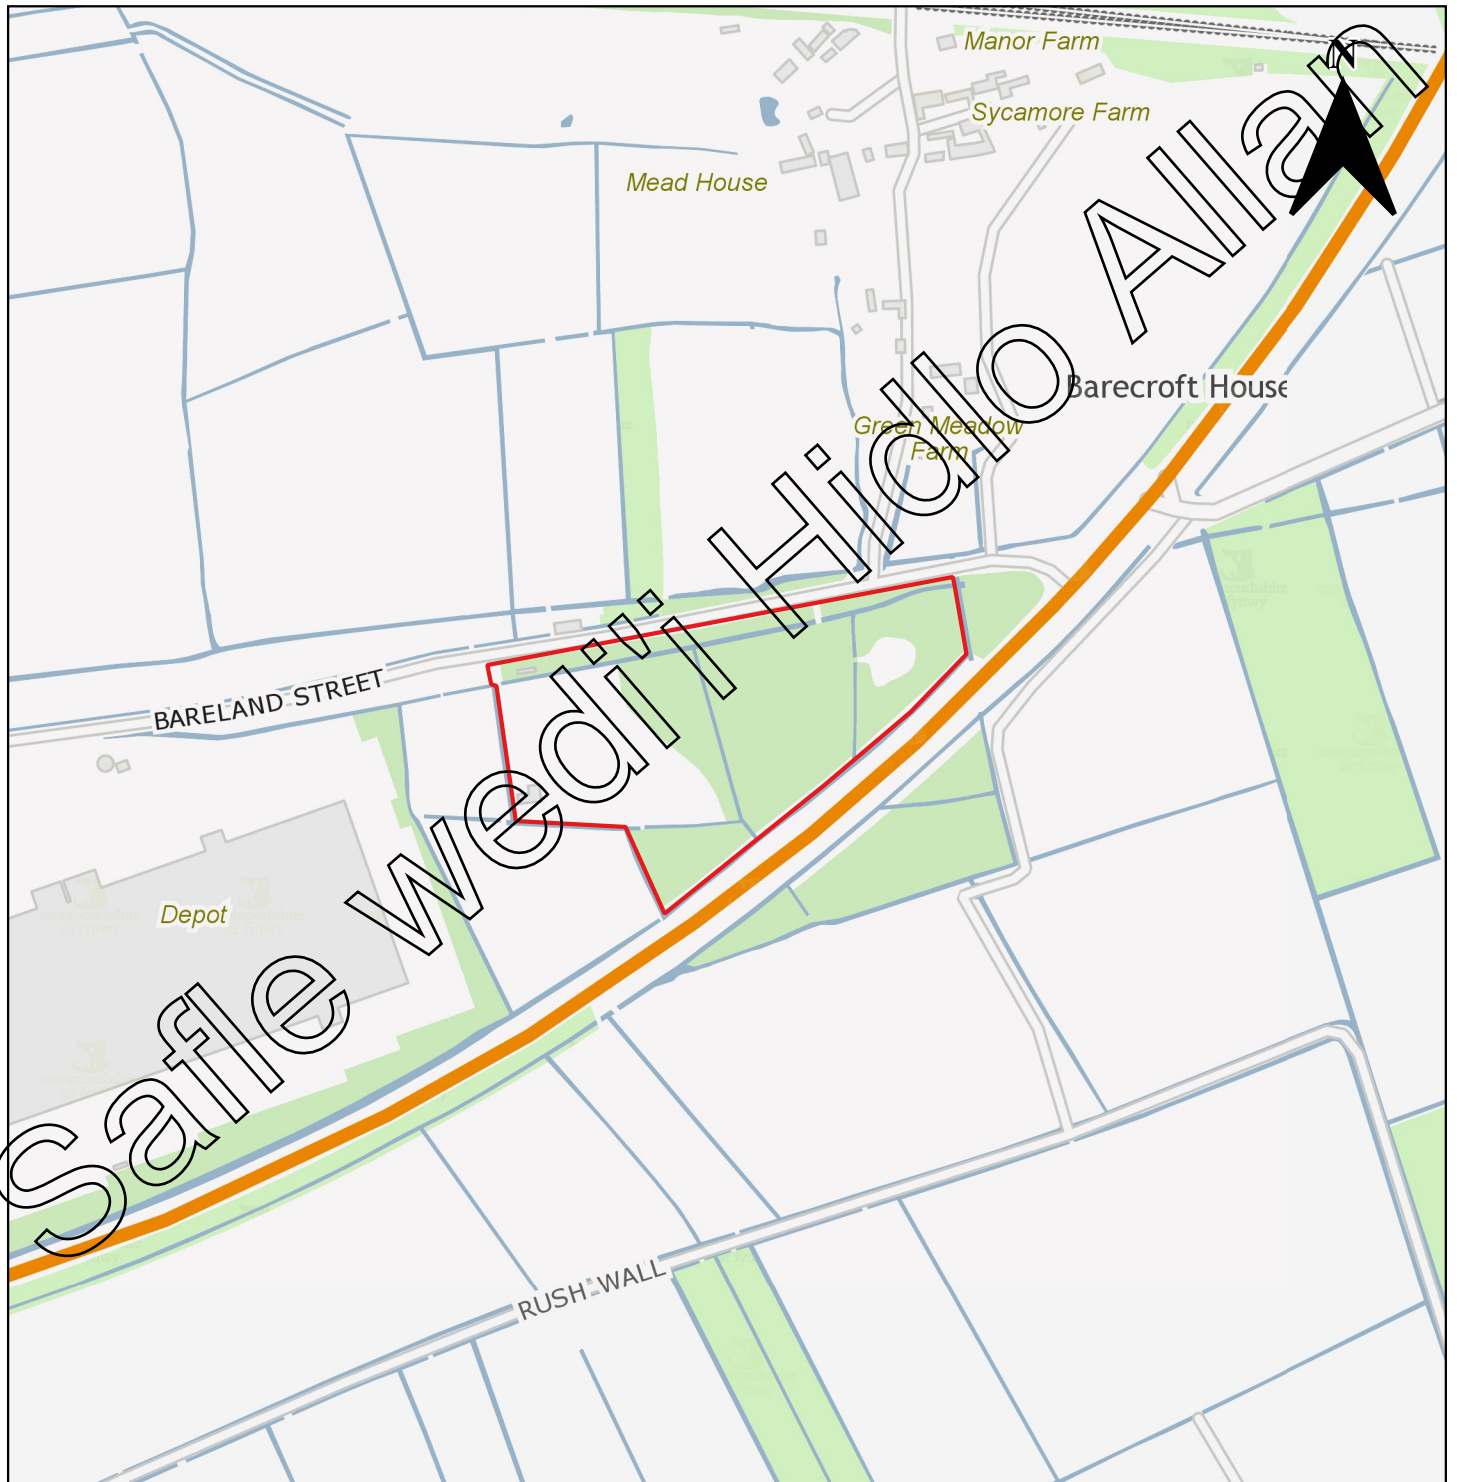 N
Manor Farm
Sycamore Farm
Mead House
Barecroft House
Green Meadow
Farm
BARELAND STREET
Depot
RUSH WALL
Safle wedi'i Hidlo Allan